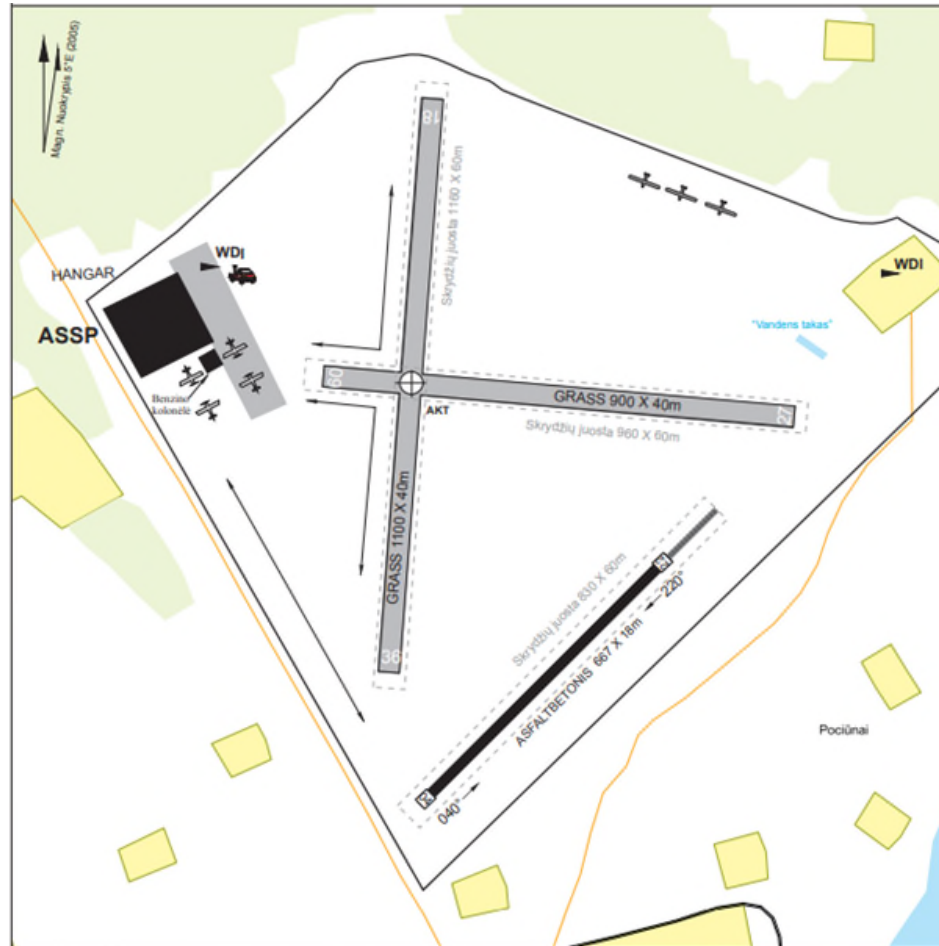 Magn. Nuokrypis 5°E (2005)
18
Skrydžių juosta 1160 X 60m
WDI
HANGAR
WDI
ASSP
"Vandens takas"
Benzino
kolonėlė
09
GRASS 900 X 40m
27
AKT
Skrydžių juosta 960 X 60m
GRASS 1100 X 40m
Skrydžių juosta 830 X 60m
220°
ASFALTBETONIS 667 X 18m
36
Pociūnai
040°